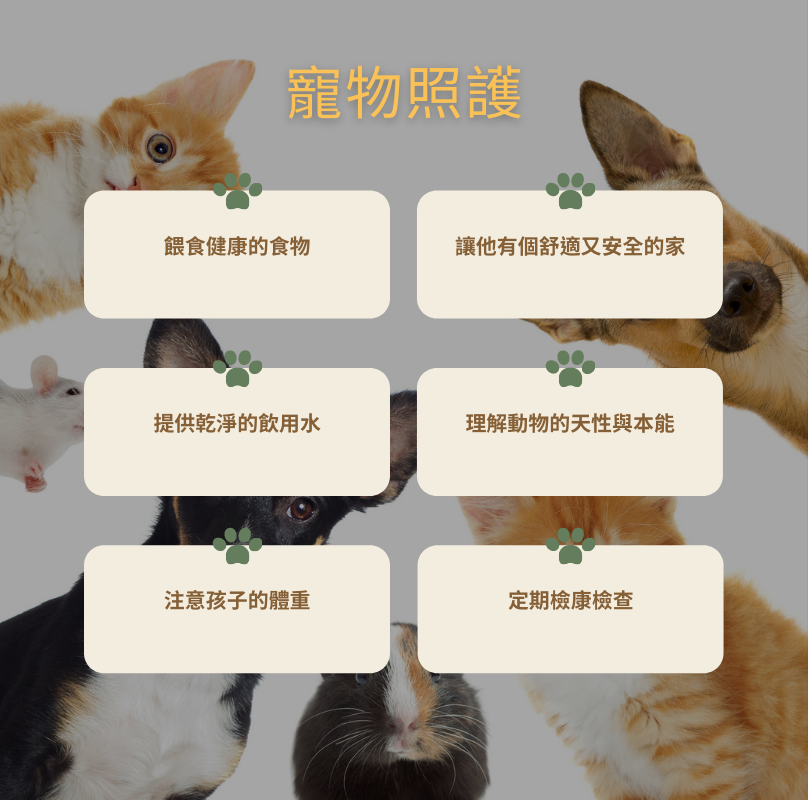 寵物照護
餵食健康的食物
讓他有個舒適又安全的家
提供乾淨的飲用水
理解動物的天性與本能
注意孩子的體重
定期檢康檢查